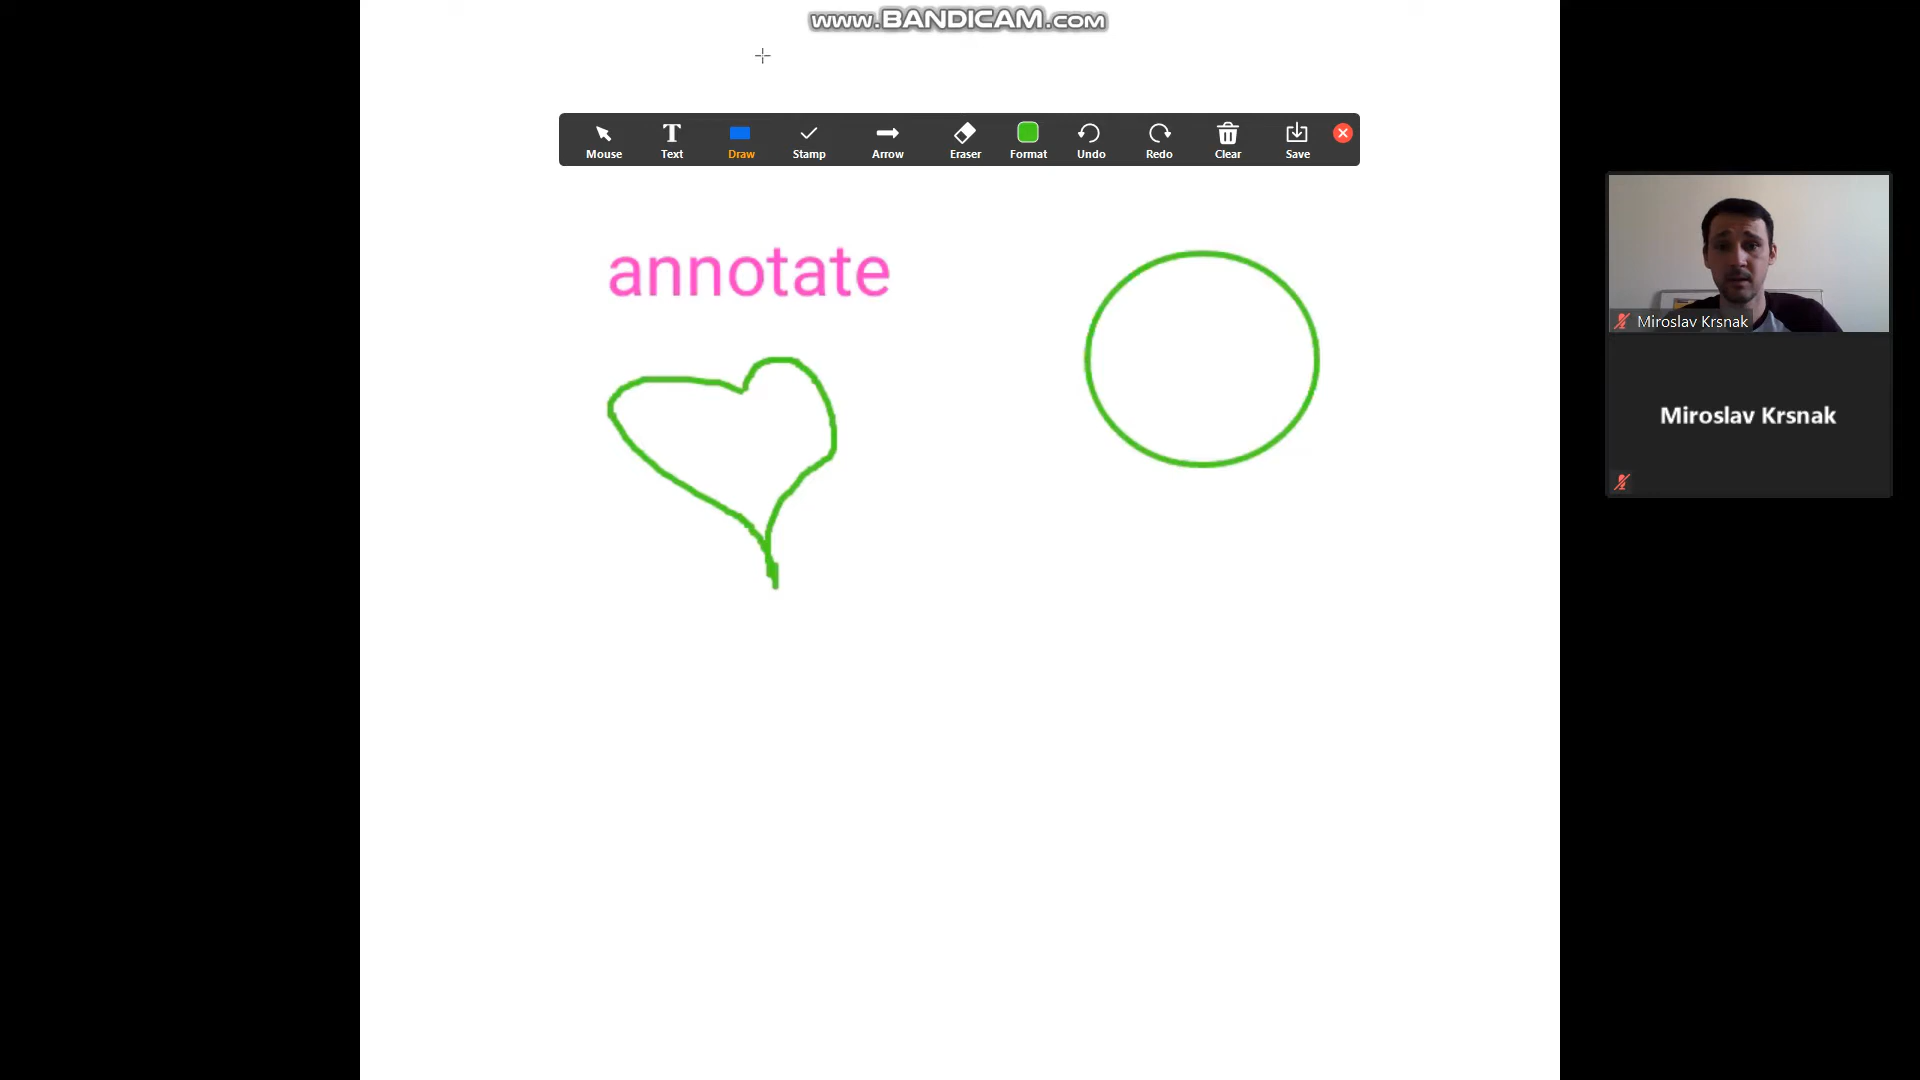 www.BANDICAM.com
Mouse Text Draw Stamp Arrow Eraser Format Undo Redo Clear Save
annotate
Miroslav Krsnak
Miroslav Krsnak